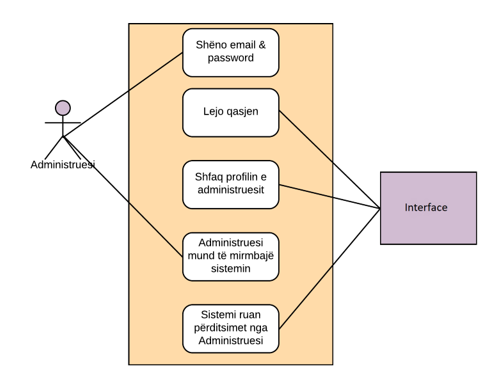 Shëno email &
password
Lejo qasjen
Administruesi
Shfaq profilin e
administruesit
Interface
Administruesi
mund të mirmbajë
sistemin
Sistemi ruan
përditsimet nga
Administruesi